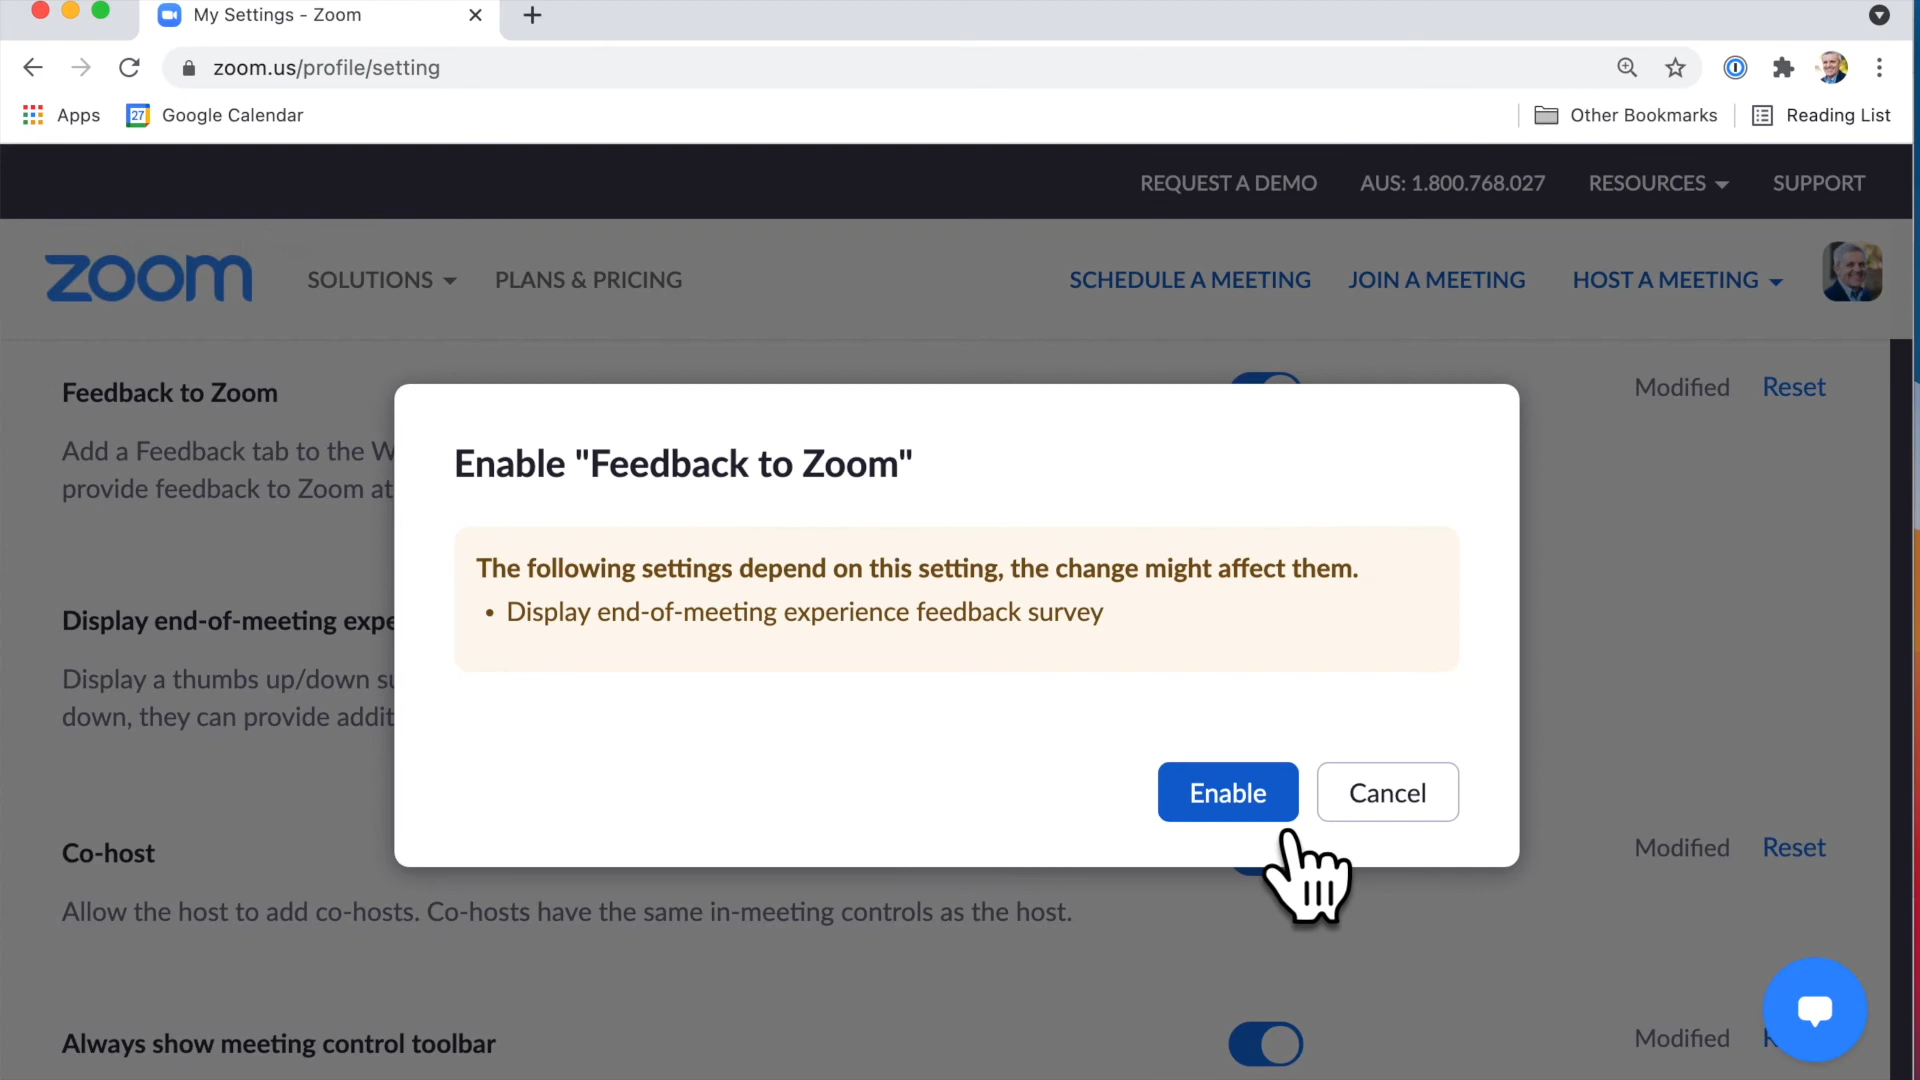 My Settings - Zoom
zoom.us/profile/setting
Apps
27
Google Calendar
Other Bookmarks
Reading List
REQUEST A DEMO
AUS: 1.800.768.027
RESOURCES
SUPPORT
zoom
SOLUTIONS
PLANS & PRICING
SCHEDULE A MEETING
JOIN A MEETING
HOST A MEETING
Feedback to Zoom
Modified
Reset
Add a Feedback tab to the W
provide feedback to Zoom at
Enable "Feedback to Zoom"
The following settings depend on this setting, the change might affect them.
• Display end-of-meeting experience feedback survey
Display end-of-meeting expe
Display a thumbs up/down su
down, they can provide addit
Enable
Cancel
Co-host
Modified
Reset
Allow the host to add co-hosts. Co-hosts have the same in-meeting controls as the host.
Always show meeting control toolbar
Modified